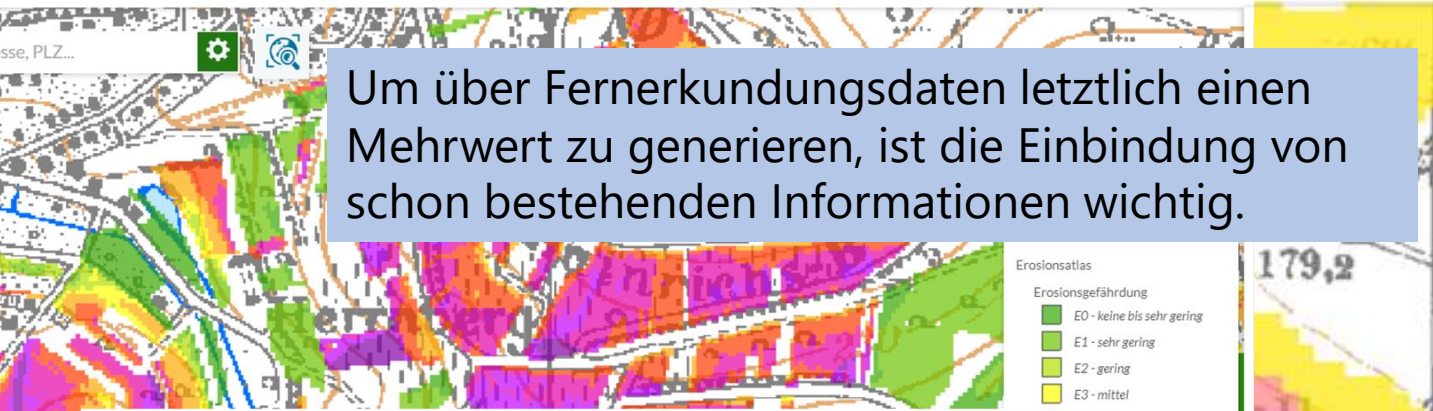 esse, PLZ...
Um über Fernerkundungsdaten letztlich einen
Mehrwert zu generieren, ist die Einbindung von
schon bestehenden Informationen wichtig.
Erosionsatlas
Erosionsgefährdung
E0 - keine bis sehr gering
E1 - sehr gering
E2 - gering
E3 - mittel
179,2